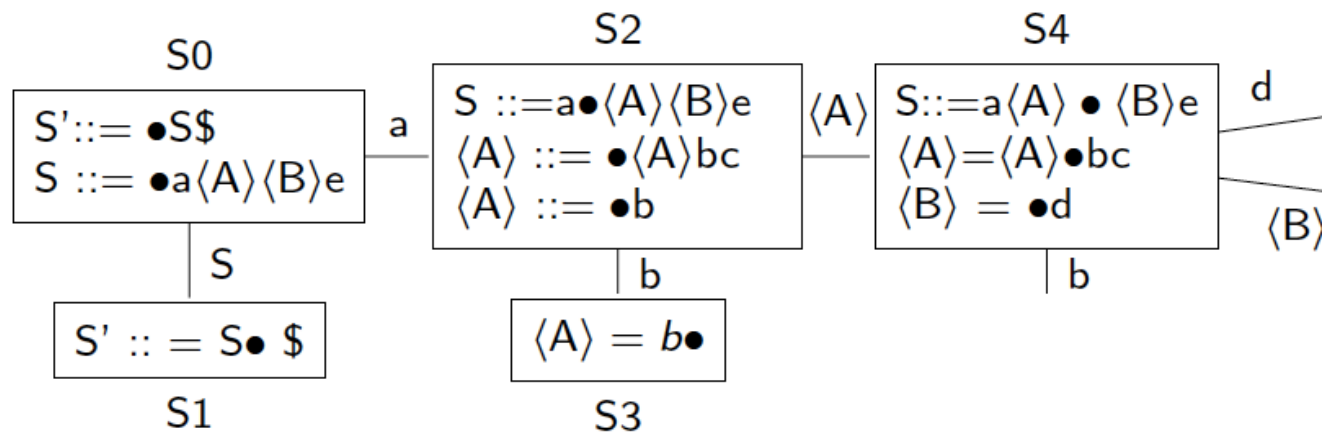 S0
S'::= •S$
S ::= •a⟨A⟩⟨B⟩e
a
S
S' :: = S• $
S1
S2
S ::=a•⟨A⟩⟨B⟩e
⟨A⟩ ::= •⟨A⟩bc
⟨A⟩ ::= •b
⟨A⟩
b
⟨A⟩ = b•
S3
S4
S::=a⟨A⟩ • ⟨B⟩e
⟨A⟩=⟨A⟩•bc
⟨B⟩ = •d
d
⟨B⟩
b